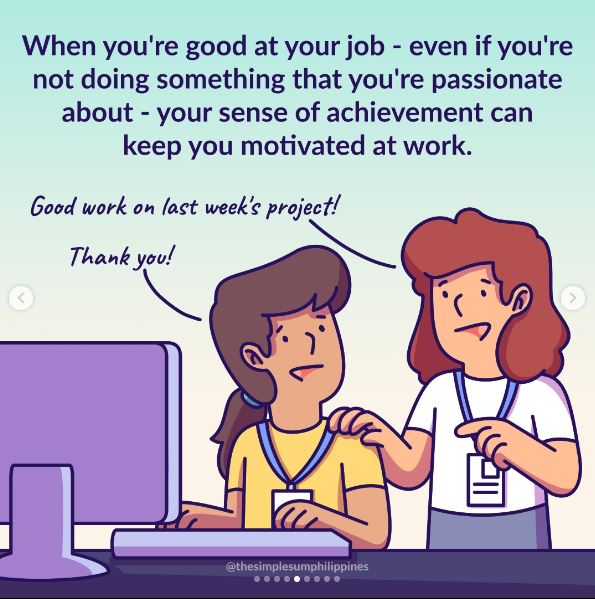 When you're good at your job - even if you're
not doing something that you're passionate
about - your sense of achievement can
keep you motivated at work.
Good work on last week's project!
Thank you!
@thesimplesumphilippines